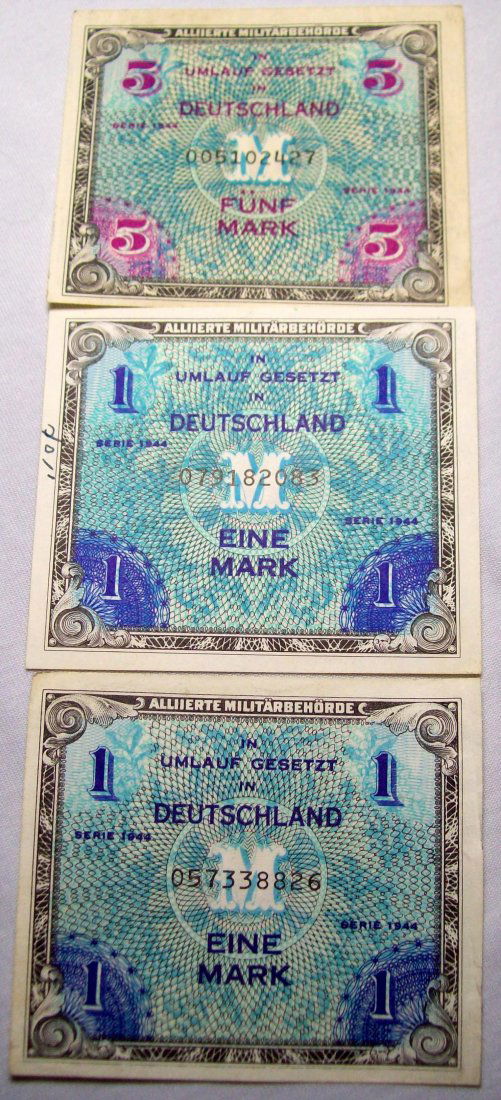 ALLIIERTE MILITÄRBEHÖRDE
5 IN 5
UMLAUF GESETZT
IN
DEUTSCHLAND
SERIE 1944
M
005102427
SERIE 1944
FÜNF
5 MARK 5
ALLIIERTE MILITÄRBEHÖRDE
IN
1 UMLAUF GESETZT 1
IN
DEUTSCHLAND
SERIE 1944
M
079182083
SERIE 1944
EINE
1 MARK 1
ALLIIERTE MILITÄRBEHÖRDE
IN
1 UMLAUF GESETZT 1
IN
DEUTSCHLAND
SERIE 1944
M
057338826
SERIE 1944
EINE
1 MARK 1